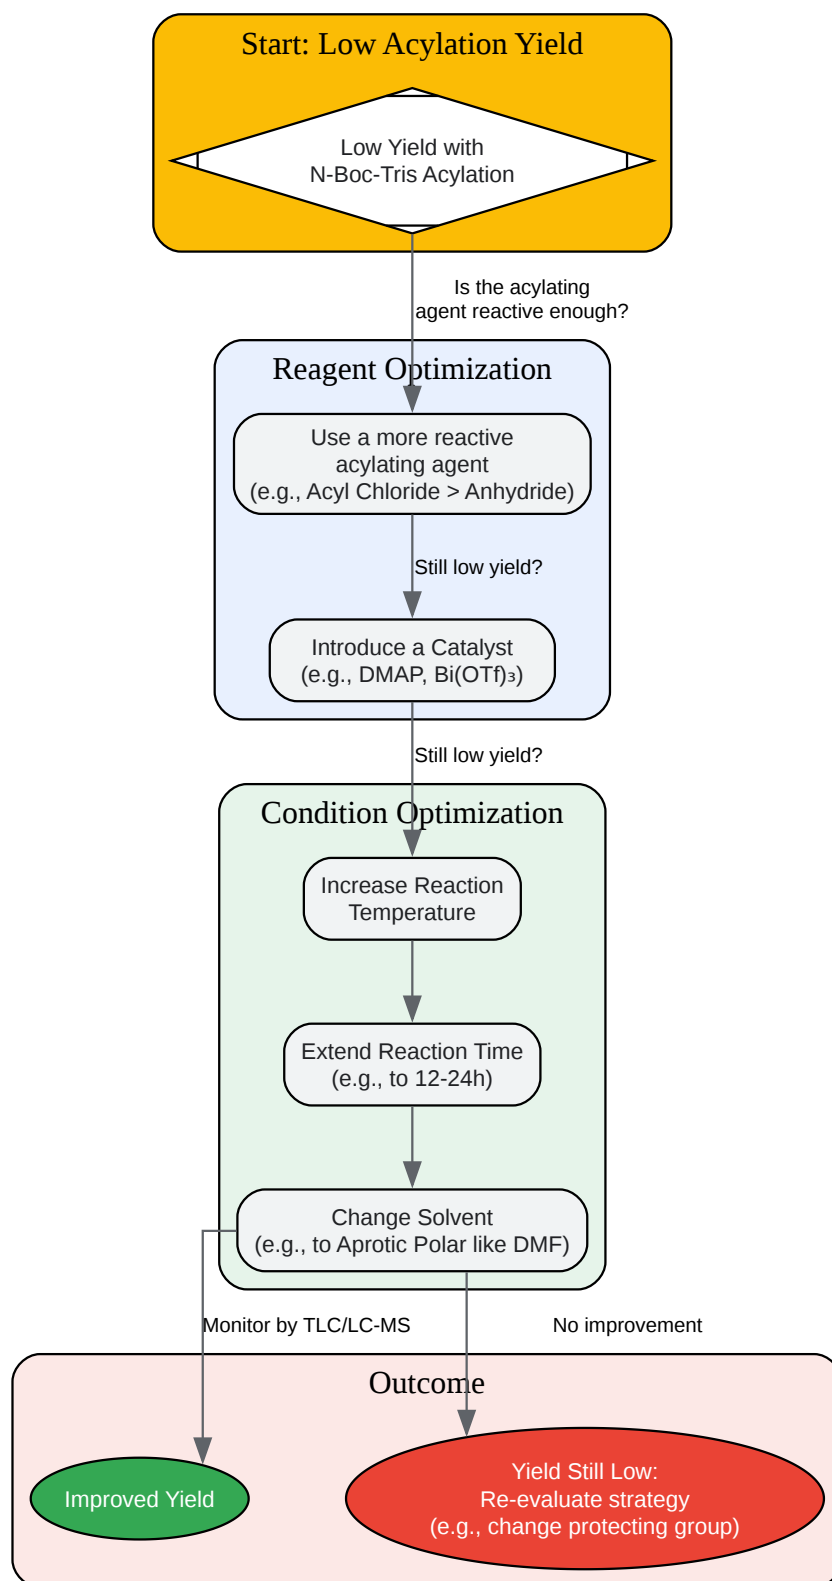 Start: Low Acylation Yield
Low Yield with
N-Boc-Tris Acylation
Is the acylating
agent reactive enough?
Reagent Optimization
Use a more reactive
acylating agent
(e.g., Acyl Chloride > Anhydride)
Still low yield?
Introduce a Catalyst
(e.g., DMAP, Bi(OTf)₃)
Still low yield?
Condition Optimization
Increase Reaction
Temperature
Extend Reaction Time
(e.g., to 12-24h)
Change Solvent
(e.g., to Aprotic Polar like DMF)
Monitor by TLC/LC-MS
No improvement
Outcome
Improved Yield
Yield Still Low:
Re-evaluate strategy
(e.g., change protecting group)